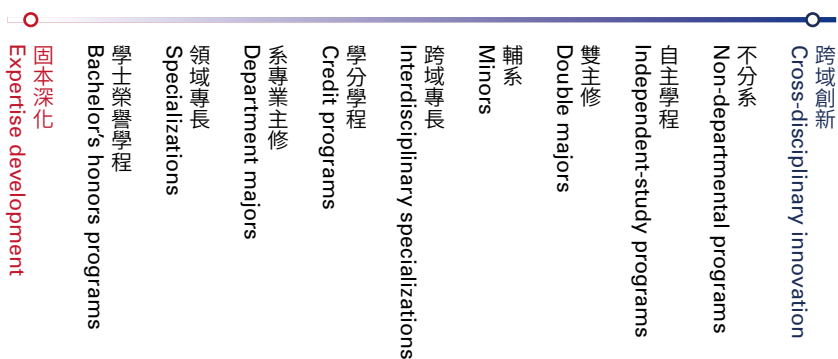 固本深化
Expertise development
學士榮譽學程
Bachelor's honors programs
領域專長
Specializations
系專業主修
Department majors
學分學程
Credit programs
跨域專長
Interdisciplinary specializations
輔系
Minors
雙主修
Double majors
自主學程
Independent-study programs
不分系
Non-departmental programs
跨域創新
Cross-disciplinary innovation